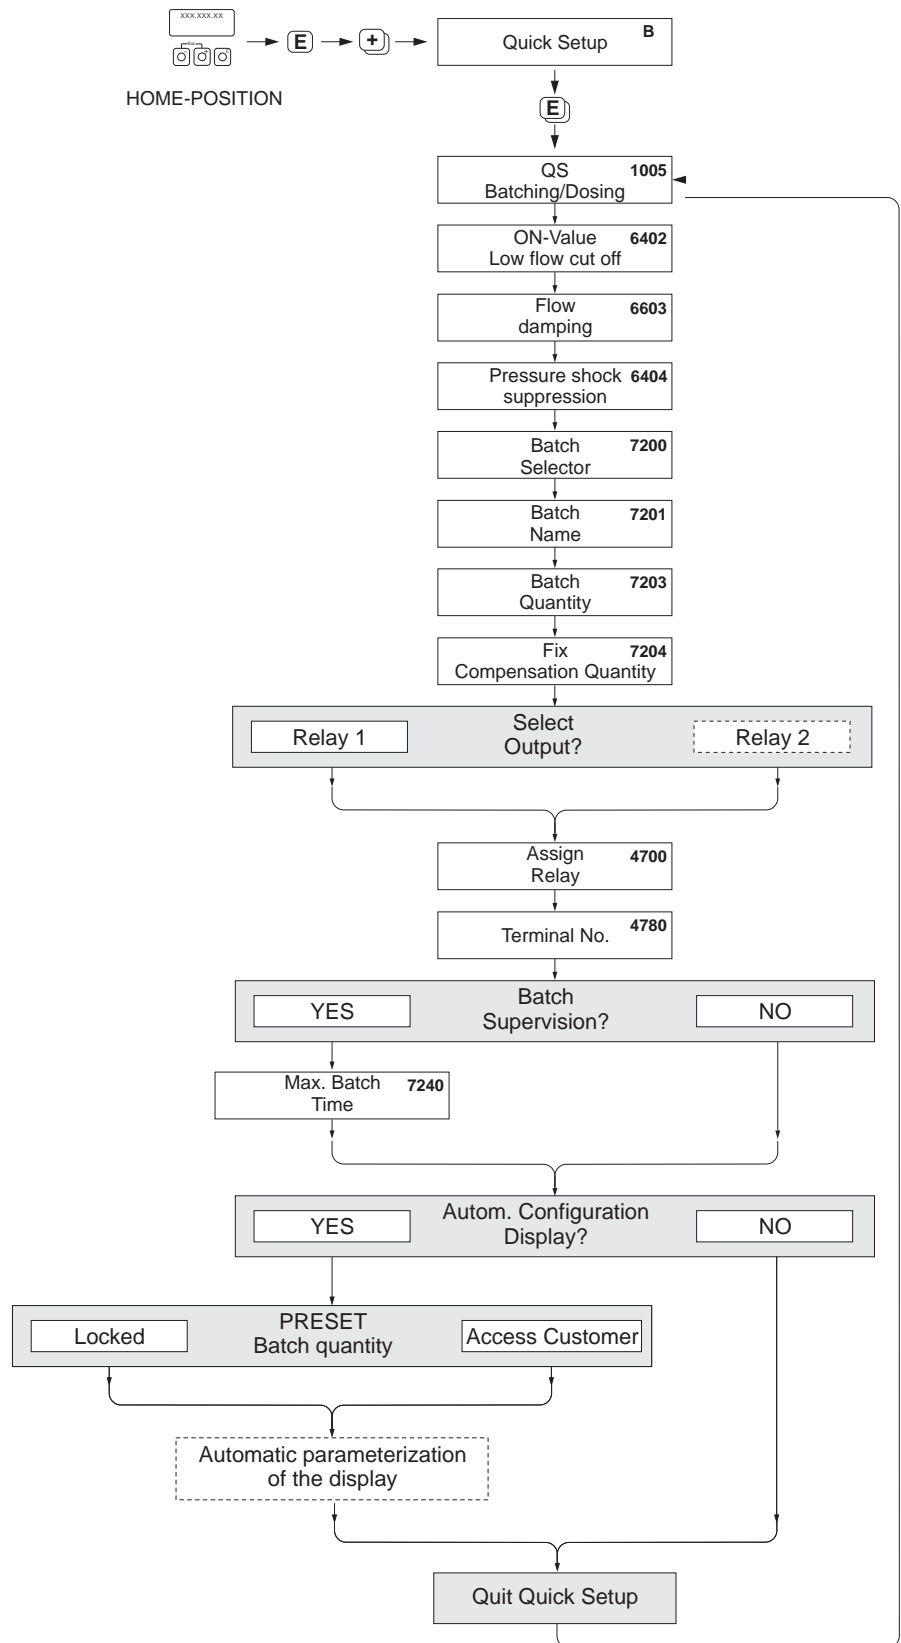 xxx.xxx.xx
Esc
E
+
Quick Setup
B
HOME-POSITION
E
QS
1005
Batching/Dosing
ON-Value
6402
Low flow cut off
Flow
6603
damping
Pressure shock
6404
suppression
Batch
7200
Selector
Batch
7201
Name
Batch
7203
Quantity
Fix
7204
Compensation Quantity
Relay 1
Select
Output?
Relay 2
Assign
4700
Relay
Terminal No.
4780
YES
Batch
Supervision?
NO
Max. Batch
7240
Time
YES
Autom. Configuration
Display?
NO
Locked
PRESET
Batch quantity
Access Customer
Automatic parameterization
of the display
Quit Quick Setup